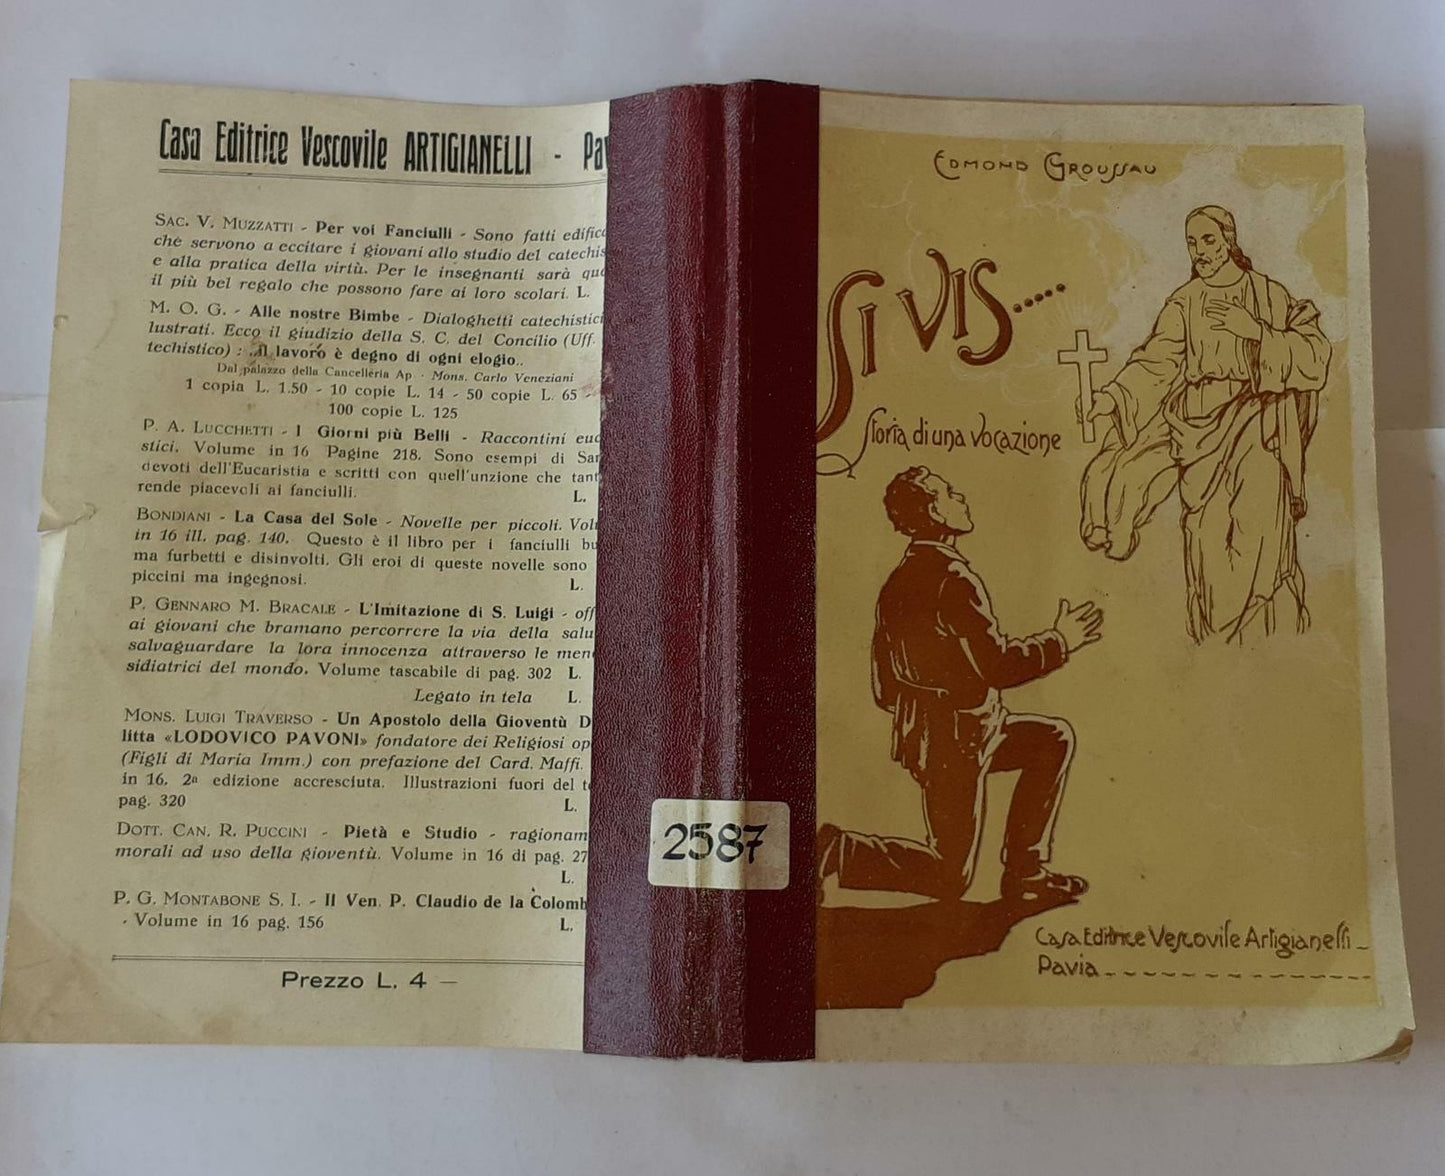 Casa Editrice Vescovile ARTIGIANELLI - Pav
SAC. V. MUZZATTI - Per voi Fanciulli - Sono fatti edific
che servono a eccitare i giovani allo studio del catechis
e alla pratica della virtù. Per le insegnanti sarà que
il più bel regalo che possono fare ai loro scolari. L.
M. O. G. - Alle nostre Bimbe - Dialoghetti catechistici
lustrati. Ecco il giudizio della S. C. del Concilio (Uff.
techistico) : „il lavoro è degno di ogni elogio„
Dal palazzo della Cancelleria Ap - Mons. Carlo Veneziani
1 copia L. 1.50 - 10 copie L. 14 - 50 copie L. 65 -
100 copie L. 125
P. A. LUCCHETTI - I Giorni più Belli - Raccontini euc
stici. Volume in 16 Pagine 218. Sono esempi di San
devoti dell'Eucaristia e scritti con quell'unzione che tant
rende piacevoli ai fanciulli. L.
BONDIANI - La Casa del Sole - Novelle per piccoli. Volu
in 16 ill. pag. 140. Questo è il libro per i fanciulli bu
ma furbetti e disinvolti. Gli eroi di queste novelle sono
piccini ma ingegnosi. L.
P. GENNARO M. BRACALE - L'Imitazione di S. Luigi - off
ai giovani che bramano percorrere la via della salu
salvaguardare la lora innocenza attraverso le mene
sidiatrici del mondo. Volume tascabile di pag. 302 L.
Legato in tela L.
MONS. LUIGI TRAVERSO - Un Apostolo della Gioventù D
litta «LODOVICO PAVONI» fondatore dei Religiosi op
(Figli di Maria Imm.) con prefazione del Card. Maffi.
in 16. 2a edizione accresciuta. Illustrazioni fuori del te
pag. 320 L.
DOTT. CAN. R. PUCCINI - Pietà e Studio - ragionam
morali ad uso della gioventù. Volume in 16 di pag. 27
L.
P. G. MONTABONE S. I. - Il Ven. P. Claudio de la Colomb
- Volume in 16 pag. 156 L.
Prezzo L. 4 —
2587
EDMOND GROUSSAU
SI VIS.....
Storia di una vocazione
Casa Editrice Vescovile Artigianelli -
Pavia